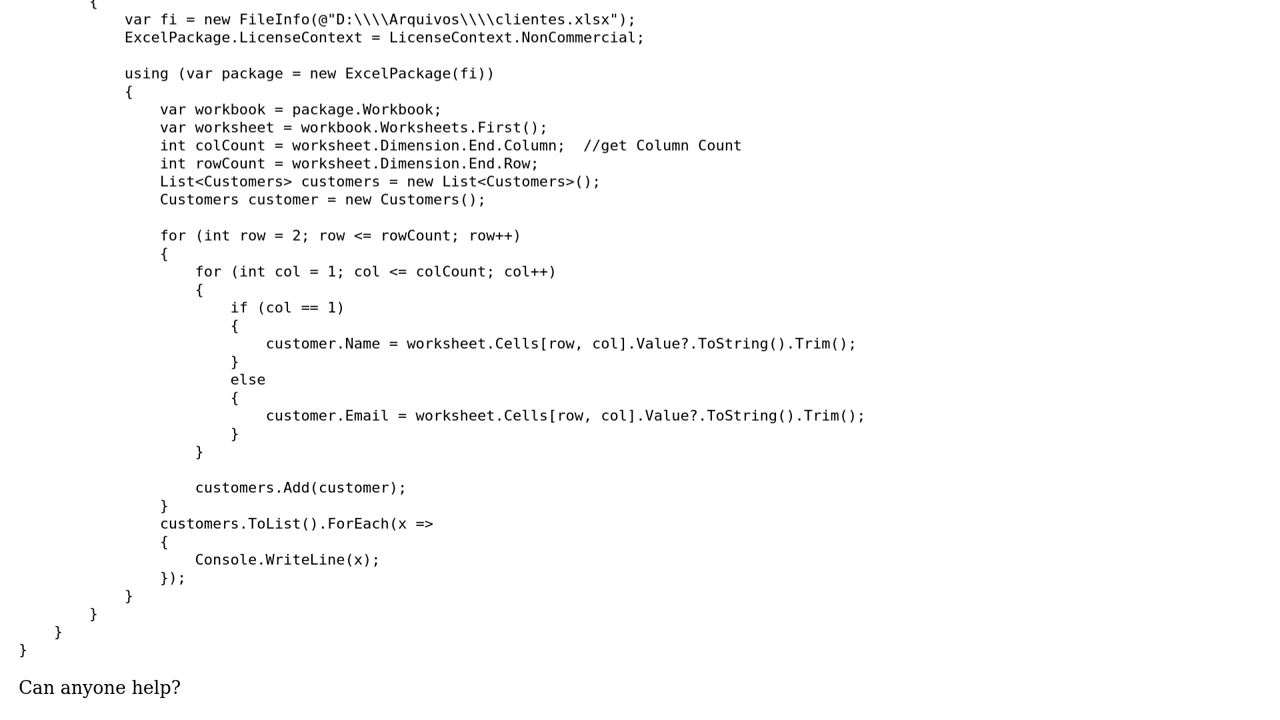 {
var fi = new FileInfo(@"D:\\\\Arquivos\\\\clientes.xlsx");
ExcelPackage.LicenseContext = LicenseContext.NonCommercial;
using (var package = new ExcelPackage(fi))
{
var workbook = package.Workbook;
var worksheet = workbook.Worksheets.First();
int colCount = worksheet.Dimension.End.Column;  //get Column Count
int rowCount = worksheet.Dimension.End.Row;
List<Customers> customers = new List<Customers>();
Customers customer = new Customers();
for (int row = 2; row <= rowCount; row++)
{
for (int col = 1; col <= colCount; col++)
{
if (col == 1)
{
customer.Name = worksheet.Cells[row, col].Value?.ToString().Trim();
}
else
{
customer.Email = worksheet.Cells[row, col].Value?.ToString().Trim();
}
}
customers.Add(customer);
}
customers.ToList().ForEach(x =>
{
Console.WriteLine(x);
});
}
}
}
}
Can anyone help?